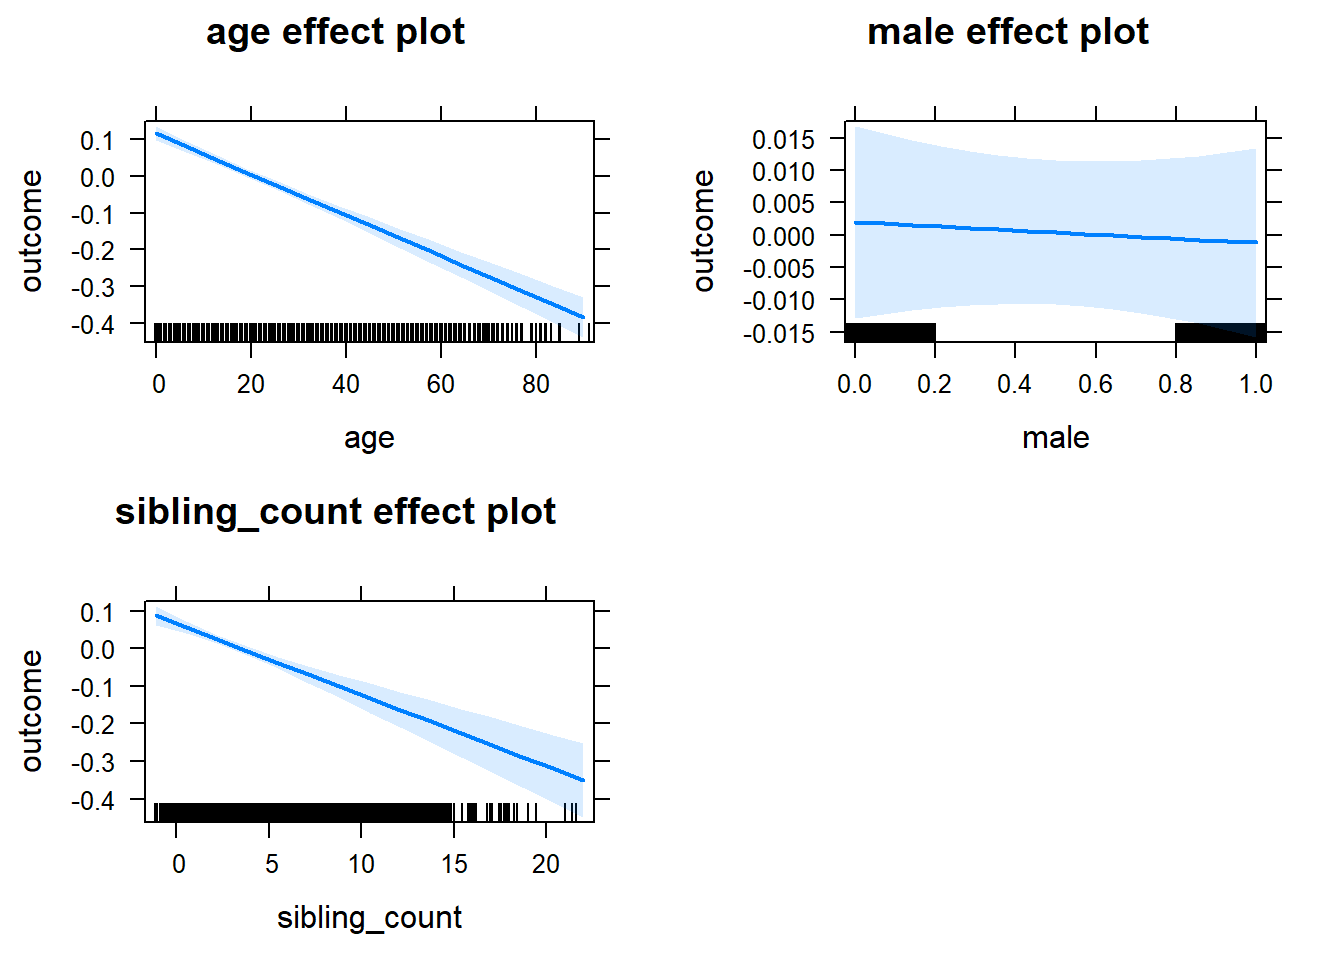 age effect plot
outcome
0.1
0.0
-0.1
-0.2
-0.3
-0.4
0 20 40 60 80
age
male effect plot
outcome
0.015
0.010
0.005
0.000
-0.005
-0.010
-0.015
0.0 0.2 0.4 0.6 0.8 1.0
male
sibling_count effect plot
outcome
0.1
0.0
-0.1
-0.2
-0.3
-0.4
0 5 10 15 20
sibling_count